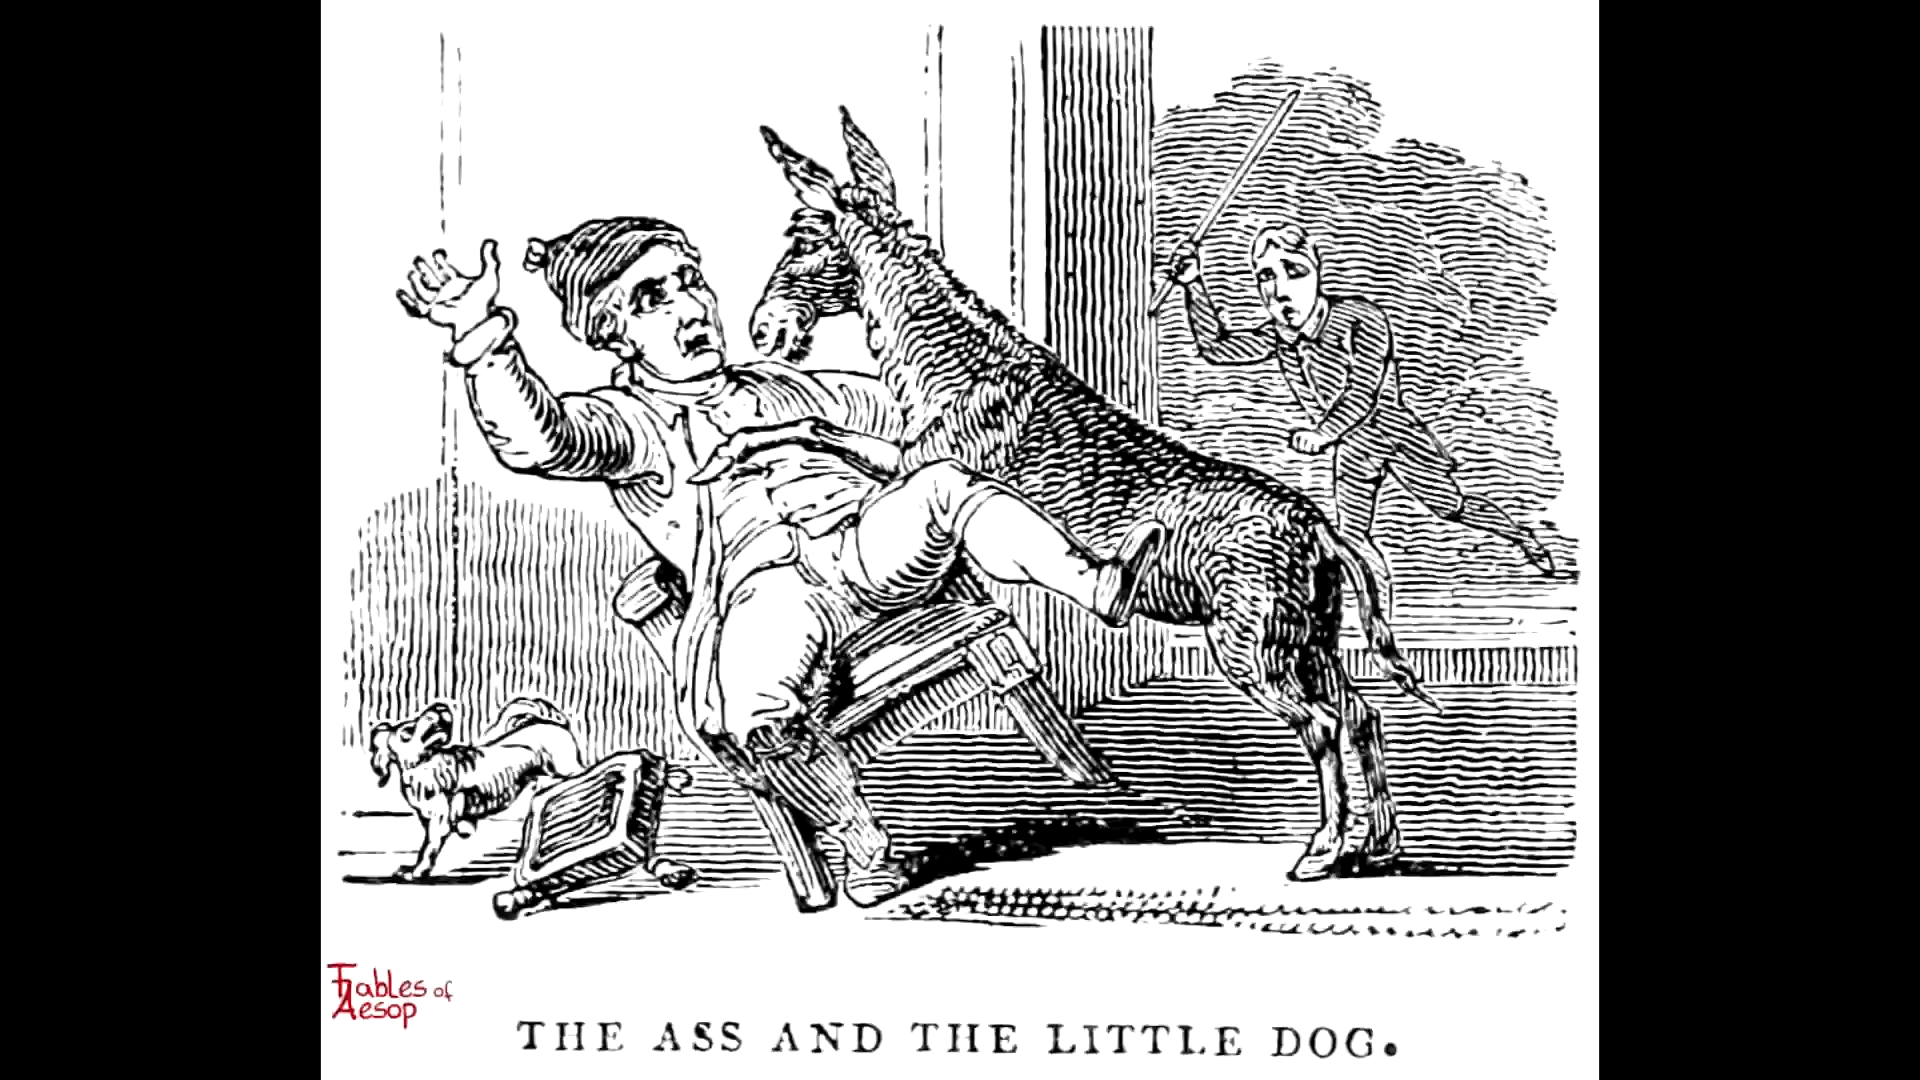 Fables of
Aesop
THE ASS AND THE LITTLE DOG.